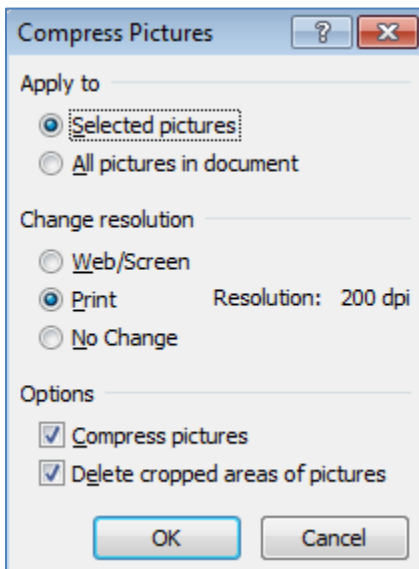 Compress Pictures
Apply to
Selected pictures
All pictures in document
Change resolution
Web/Screen
Print Resolution: 200 dpi
No Change
Options
Compress pictures
Delete cropped areas of pictures
OK Cancel